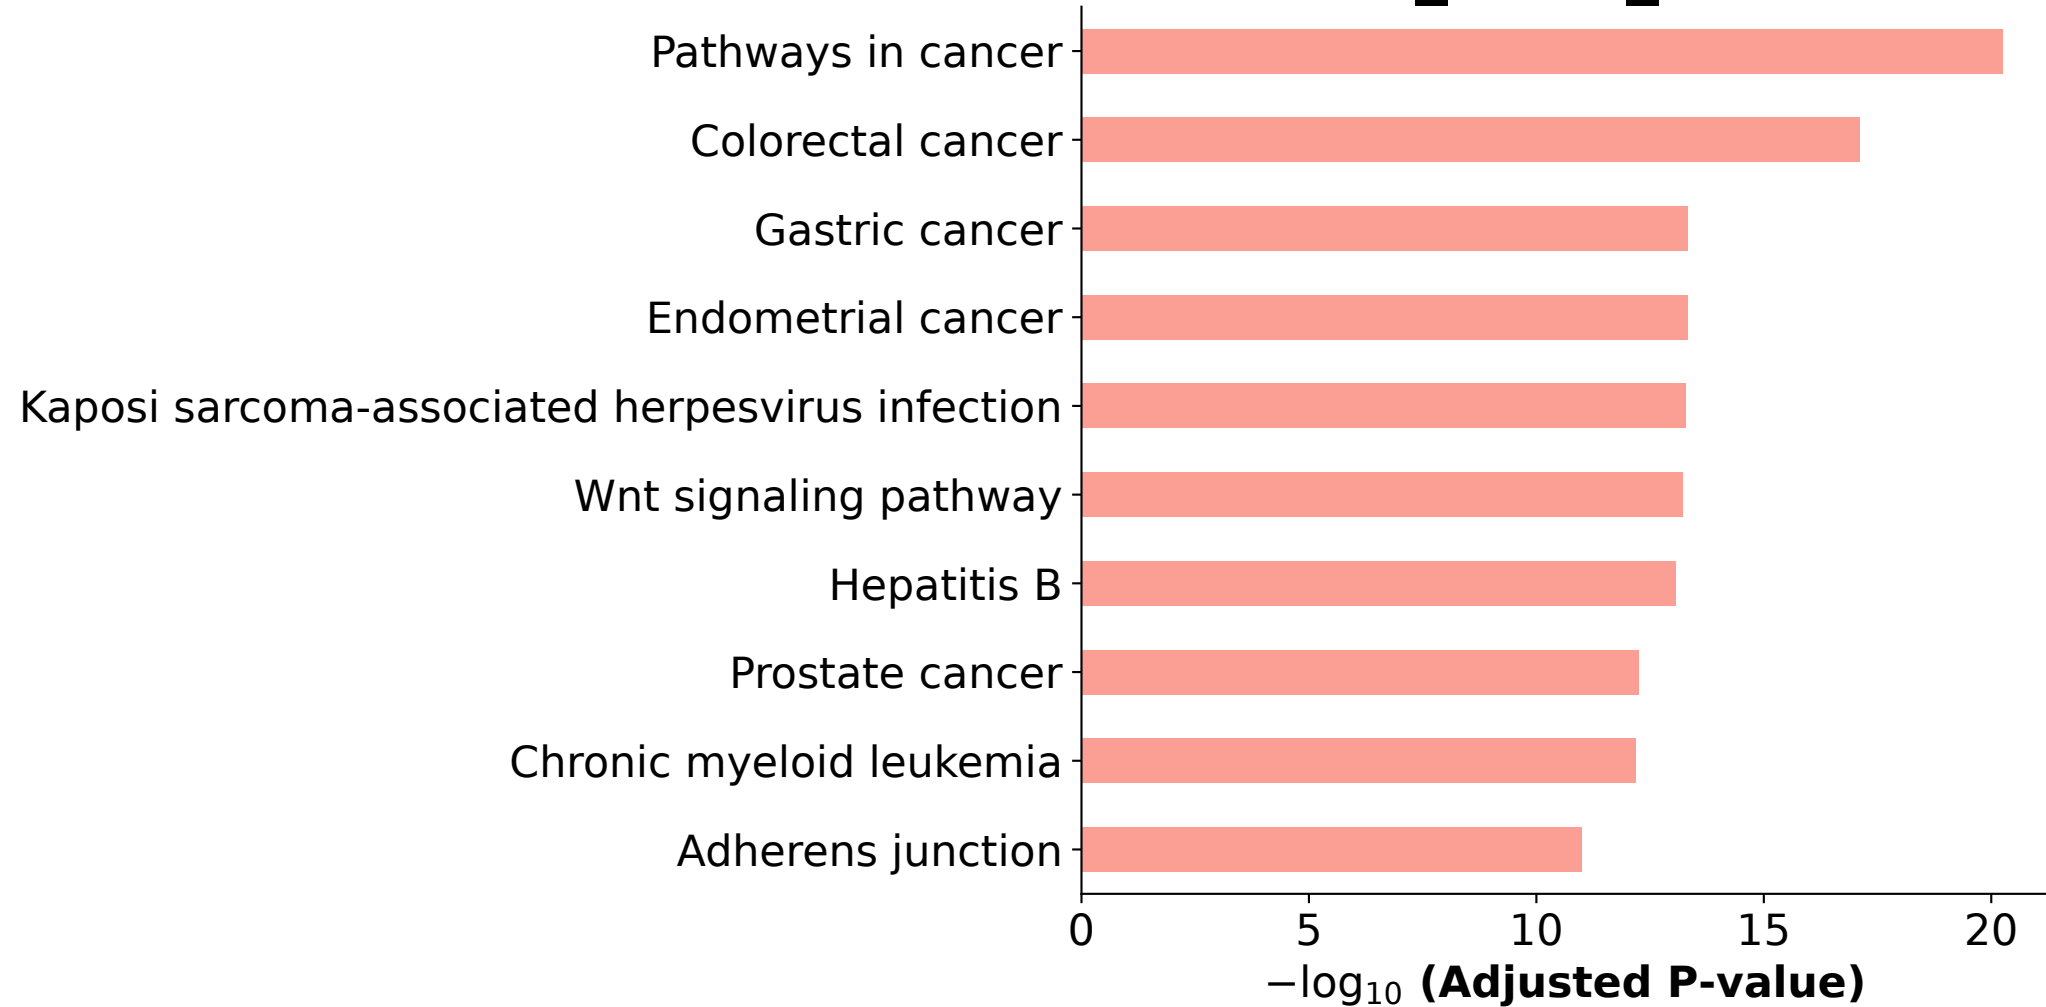 Pathways in cancer
Colorectal cancer
Gastric cancer
Endometrial cancer
Kaposi sarcoma-associated herpesvirus infection
Wnt signaling pathway
Hepatitis B
Prostate cancer
Chronic myeloid leukemia
Adherens junction
0 5 10 15 20
−log₁₀ (Adjusted P-value)